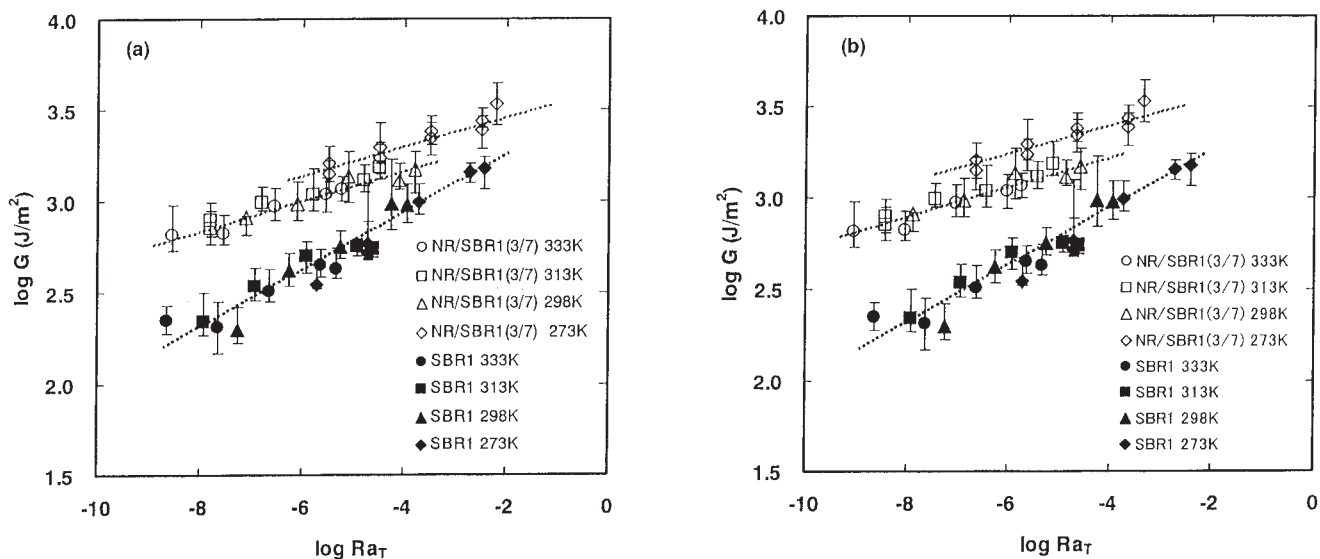 (a)
4.0
3.5
3.0
2.5
2.0
1.5
log G (J/m²)
-10 -8 -6 -4 -2 0
log Raᴛ
NR/SBR1(3/7) 333K
NR/SBR1(3/7) 313K
NR/SBR1(3/7) 298K
NR/SBR1(3/7) 273K
SBR1 333K
SBR1 313K
SBR1 298K
SBR1 273K
(b)
4.0
3.5
3.0
2.5
2.0
1.5
log G (J/m²)
-10 -8 -6 -4 -2 0
log Raᴛ
NR/SBR1(3/7) 333K
NR/SBR1(3/7) 313K
NR/SBR1(3/7) 298K
NR/SBR1(3/7) 273K
SBR1 333K
SBR1 313K
SBR1 298K
SBR1 273K